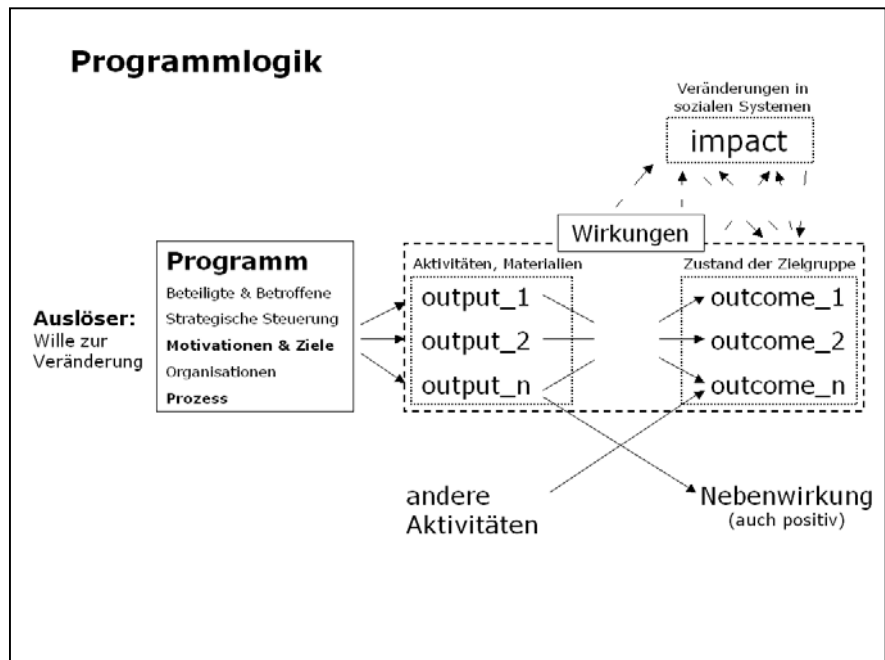 Programmlogik
Veränderungen in
sozialen Systemen
impact
Wirkungen
Auslöser:
Wille zur
Veränderung
Programm
Beteiligte & Betroffene
Strategische Steuerung
Motivationen & Ziele
Organisationen
Prozess
Aktivitäten, Materialien
output_1
output_2
output_n
Zustand der Zielgruppe
outcome_1
outcome_2
outcome_n
andere
Aktivitäten
Nebenwirkung
(auch positiv)